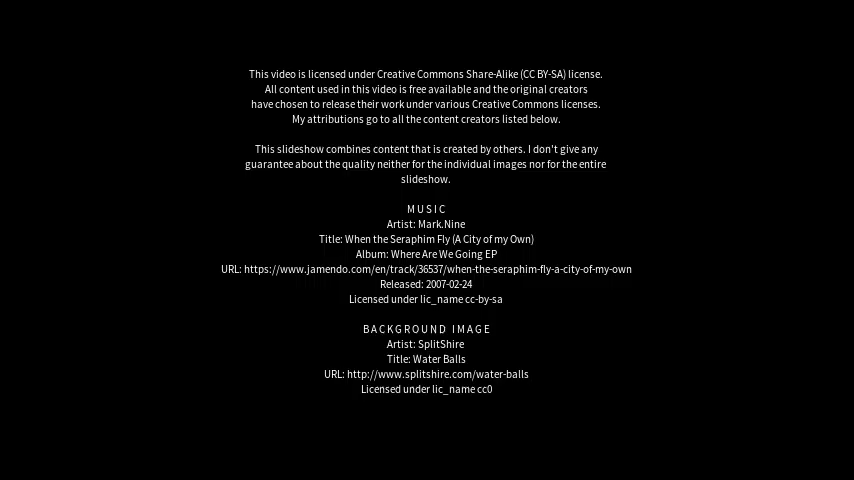 This video is licensed under Creative Commons Share-Alike (CC BY-SA) license.
All content used in this video is free available and the original creators
have chosen to release their work under various Creative Commons licenses.
My attributions go to all the content creators listed below.
This slideshow combines content that is created by others. I don't give any
guarantee about the quality neither for the individual images nor for the entire
slideshow.
M U S I C
Artist: Mark.Nine
Title: When the Seraphim Fly (A City of my Own)
Album: Where Are We Going EP
URL: https://www.jamendo.com/en/track/36537/when-the-seraphim-fly-a-city-of-my-own
Released: 2007-02-24
Licensed under lic_name cc-by-sa
B A C K G R O U N D   I M A G E
Artist: SplitShire
Title: Water Balls
URL: http://www.splitshire.com/water-balls
Licensed under lic_name cc0